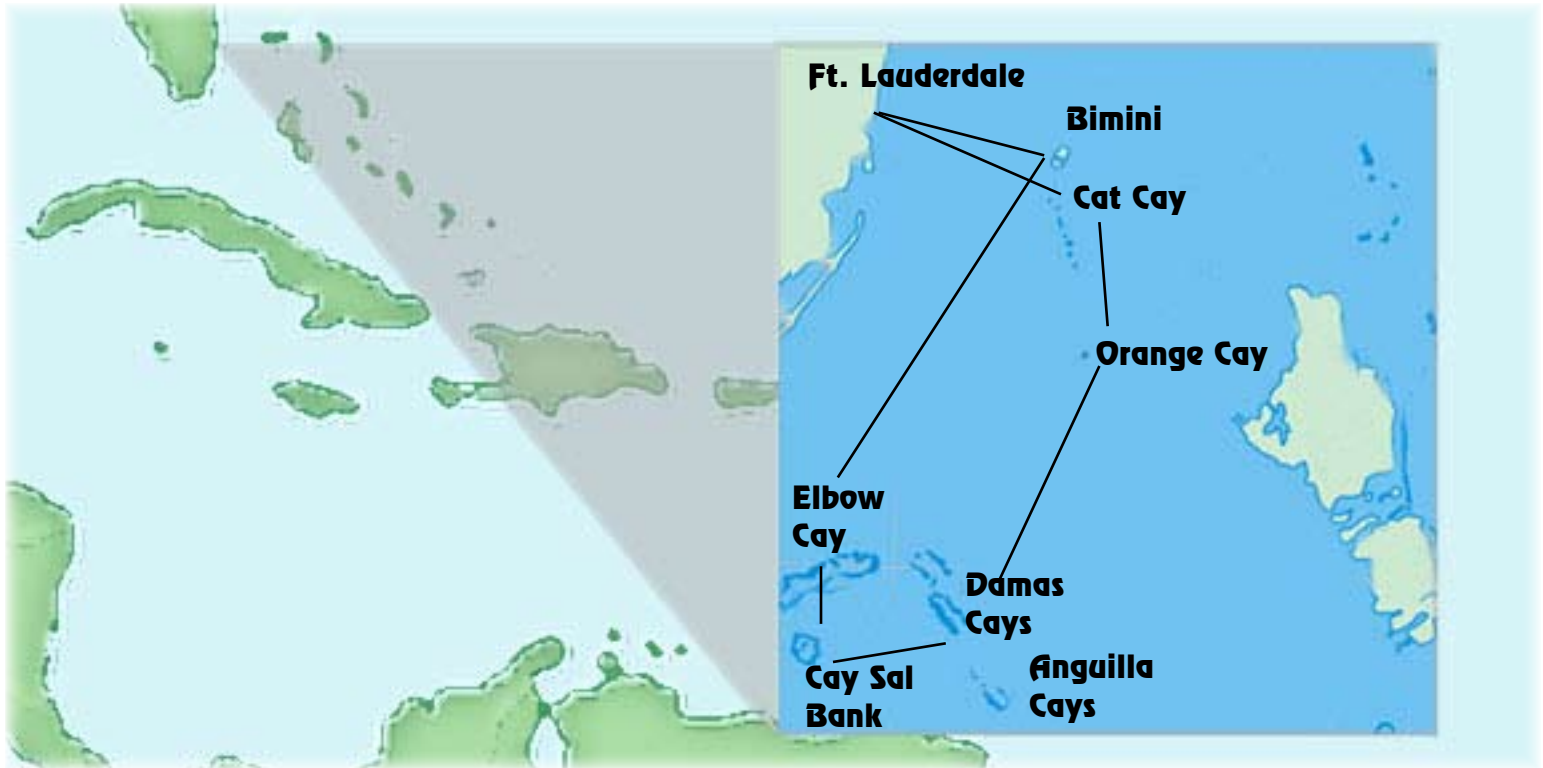 Ft. Lauderdale
Bimini
Cat Cay
Orange Cay
Elbow
Cay
Damas
Cays
Anguilla
Cays
Cay Sal
Bank